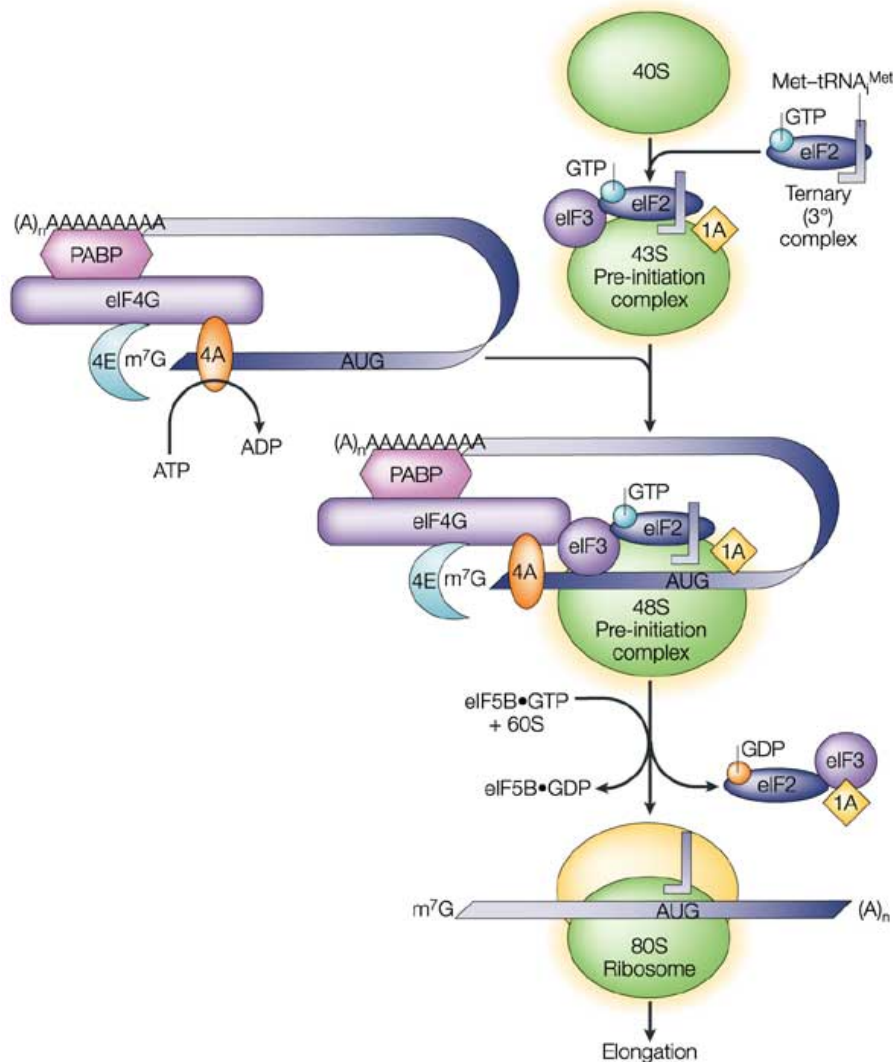 40S
Met–tRNAᵢᴹᵉᵗ
GTP
eIF2
Ternary
(3°)
complex
GTP
eIF3
eIF2
1A
43S
Pre-initiation
complex
(A)ₙAAAAAAAAA
PABP
eIF4G
4E
m⁷G
4A
AUG
ATP
ADP
(A)ₙAAAAAAAAA
PABP
eIF4G
GTP
eIF3
eIF2
1A
4E
m⁷G
4A
AUG
48S
Pre-initiation
complex
eIF5B•GTP
+ 60S
eIF5B•GDP
GDP
eIF2
eIF3
1A
m⁷G
AUG
(A)ₙ
80S
Ribosome
Elongation